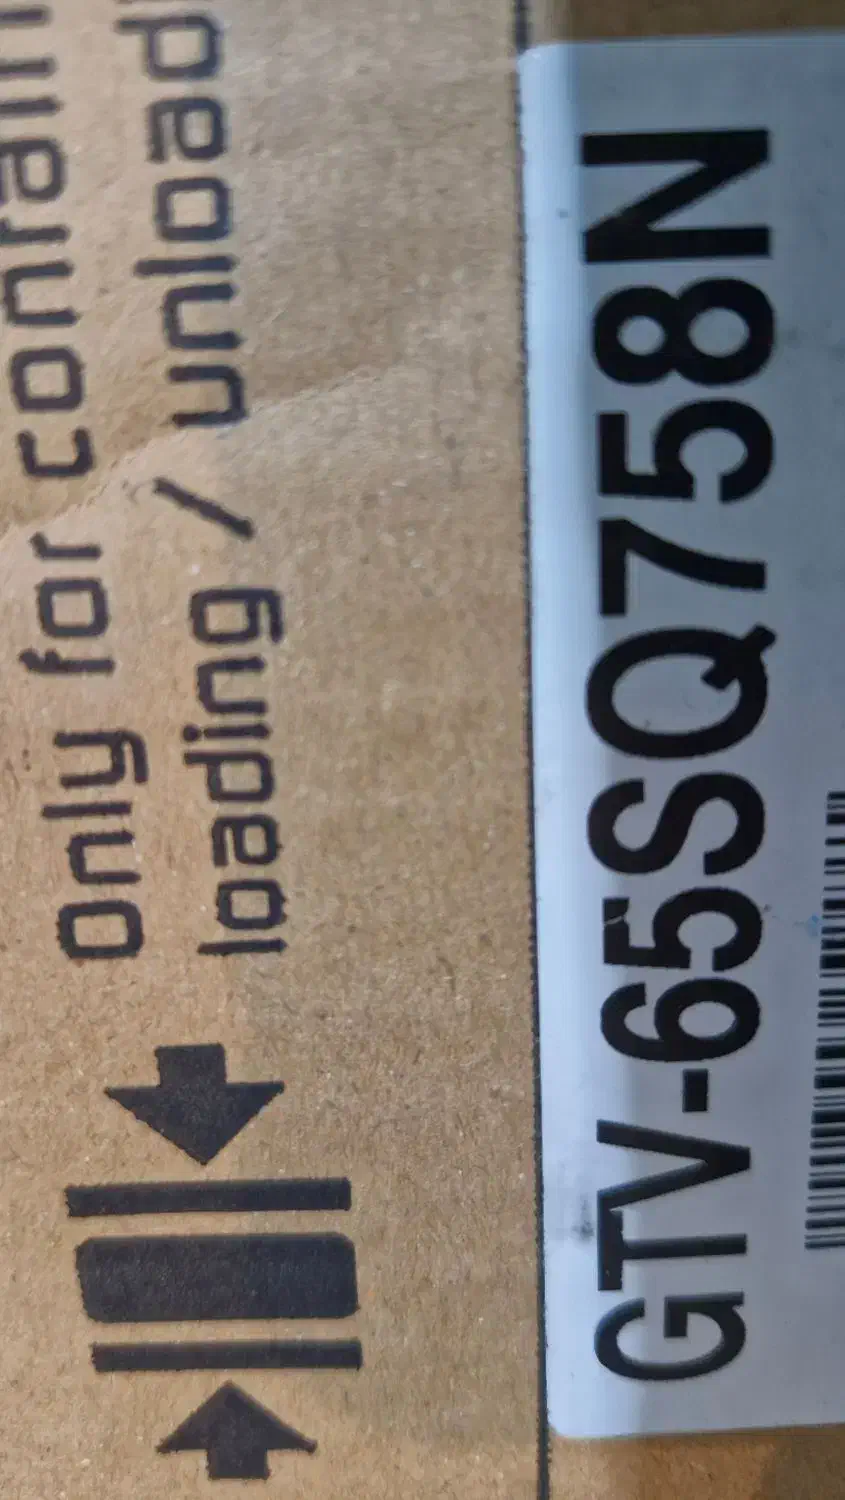 Only for contain
loading / unload
GTV-65SQ758N